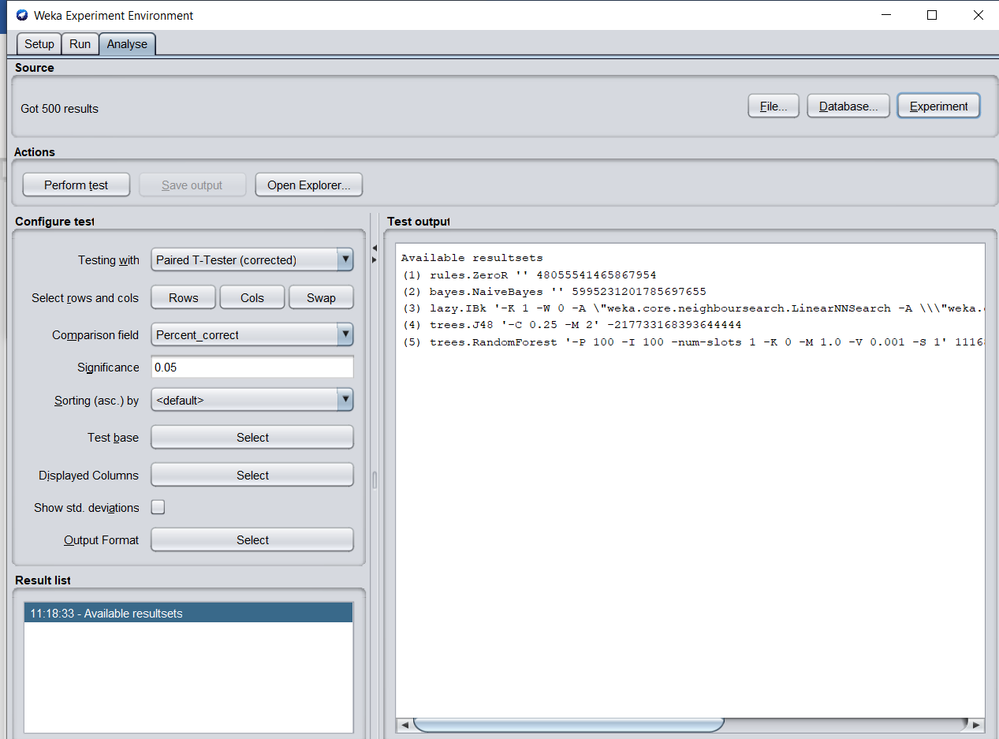 Weka Experiment Environment
Setup Run Analyse
Source
Got 500 results File... Database... Experiment
Actions
Perform test Save output Open Explorer...
Configure test
Testing with Paired T-Tester (corrected)
Select rows and cols Rows Cols Swap
Comparison field Percent_correct
Significance 0.05
Sorting (asc.) by <default>
Test base Select
Displayed Columns Select
Show std. deviations
Output Format Select
Result list
11:18:33 - Available resultsets
Test output
Available resultsets
(1) rules.ZeroR '' 48055541465867954
(2) bayes.NaiveBayes '' 5995231201785697655
(3) lazy.IBk '-K 1 -W 0 -A \"weka.core.neighboursearch.LinearNNSearch -A \\\"weka.
(4) trees.J48 '-C 0.25 -M 2' -217733168393644444
(5) trees.RandomForest '-P 100 -I 100 -num-slots 1 -K 0 -M 1.0 -V 0.001 -S 1' 1116